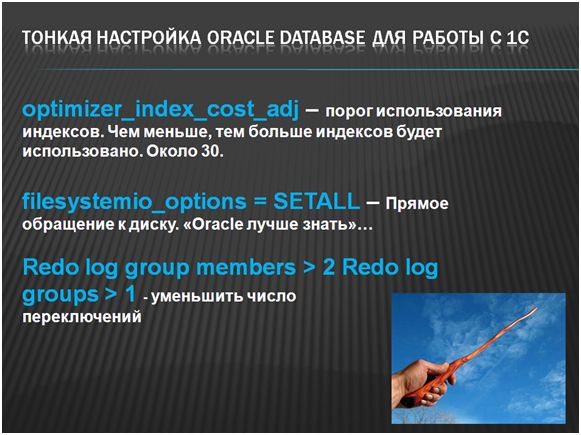 ТОНКАЯ НАСТРОЙКА ORACLE DATABASE ДЛЯ РАБОТЫ С 1С
optimizer_index_cost_adj – порог использования
индексов. Чем меньше, тем больше индексов будет
использовано. Около 30.
filesystemio_options = SETALL – Прямое
обращение к диску. «Oracle лучше знать»…
Redo log group members > 2 Redo log
groups > 1 - уменьшить число
переключений